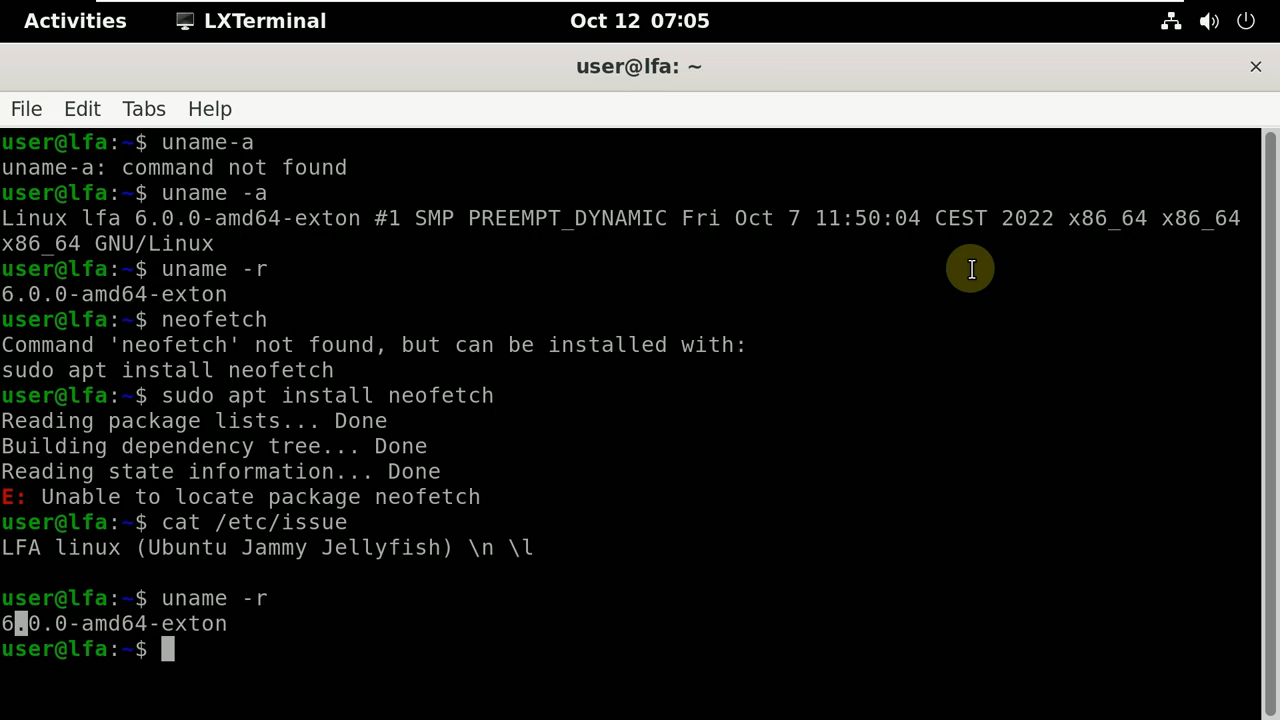 Activities LXTerminal Oct 12 07:05
user@lfa: ~ ×
File Edit Tabs Help
user@lfa:~$ uname-a
uname-a: command not found
user@lfa:~$ uname -a
Linux lfa 6.0.0-amd64-exton #1 SMP PREEMPT_DYNAMIC Fri Oct 7 11:50:04 CEST 2022 x86_64 x86_64
x86_64 GNU/Linux
user@lfa:~$ uname -r
6.0.0-amd64-exton
user@lfa:~$ neofetch
Command 'neofetch' not found, but can be installed with:
sudo apt install neofetch
user@lfa:~$ sudo apt install neofetch
Reading package lists... Done
Building dependency tree... Done
Reading state information... Done
E: Unable to locate package neofetch
user@lfa:~$ cat /etc/issue
LFA linux (Ubuntu Jammy Jellyfish) \n \l
user@lfa:~$ uname -r
6.0.0-amd64-exton
user@lfa:~$